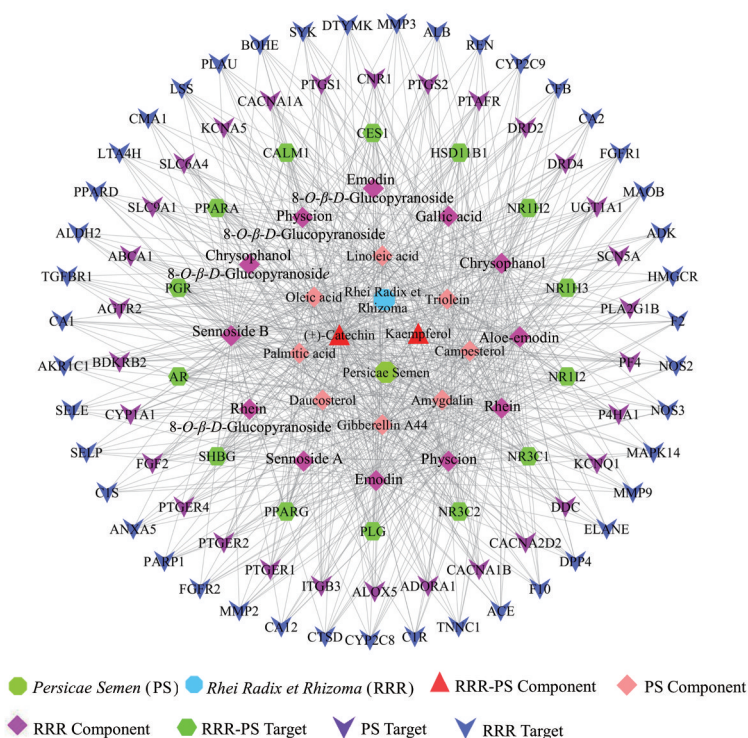 SYK
DTYMK
MMP3
ALB
REN
CYP2C9
CFB
CA2
FGFR1
MAOB
ADK
HMGCR
F2
NOS2
NOS3
MAPK14
MMP9
ELANE
DPP4
F10
ACE
TNNC1
C1R
CYP2C8
CTSD
CA12
MMP2
FGFR2
PARP1
ANXA5
C1S
SELP
SELE
AKR1C1
CA1
TGFBR1
ALDH2
PPARD
LTA4H
CMA1
LSS
PLAU
BOHE
PTGS1
CNR1
PTGS2
PTAFR
DRD2
DRD4
UGT1A1
SCN5A
PLA2G1B
PF4
P4HA1
KCNQ1
DDC
CACNA2D2
CACNA1B
ADORA1
ALOX5
ITGB3
PTGER1
PTGER2
PTGER4
FGF2
CYP1A1
BDKRB2
AGTR2
ABCA1
SLC9A1
SLC6A4
KCNA5
CACNA1A
CES1
HSD11B1
NR1H2
NR1H3
NR1I2
NR3C1
NR3C2
PLG
PPARG
SHBG
AR
PGR
PPARA
CALM1
Emodin
8-O-β-D-Glucopyranoside
Gallic acid
Chrysophanol
Aloe-emodin
Rhein
Physcion
Emodin
Sennoside A
Rhein
8-O-β-D-Glucopyranoside
Sennoside B
Chrysophanol
8-O-β-D-Glucopyranoside
Physcion
8-O-β-D-Glucopyranoside
Linoleic acid
Oleic acid
Rhei Radix et
Rhizoma
Triolein
(+)-Catechin
Kaempferol
Palmitic acid
Campesterol
Persicae Semen
Daucosterol
Amygdalin
Gibberellin A44
Persicae Semen (PS)
Rhei Radix et Rhizoma (RRR)
RRR-PS Component
PS Component
RRR Component
RRR-PS Target
PS Target
RRR Target